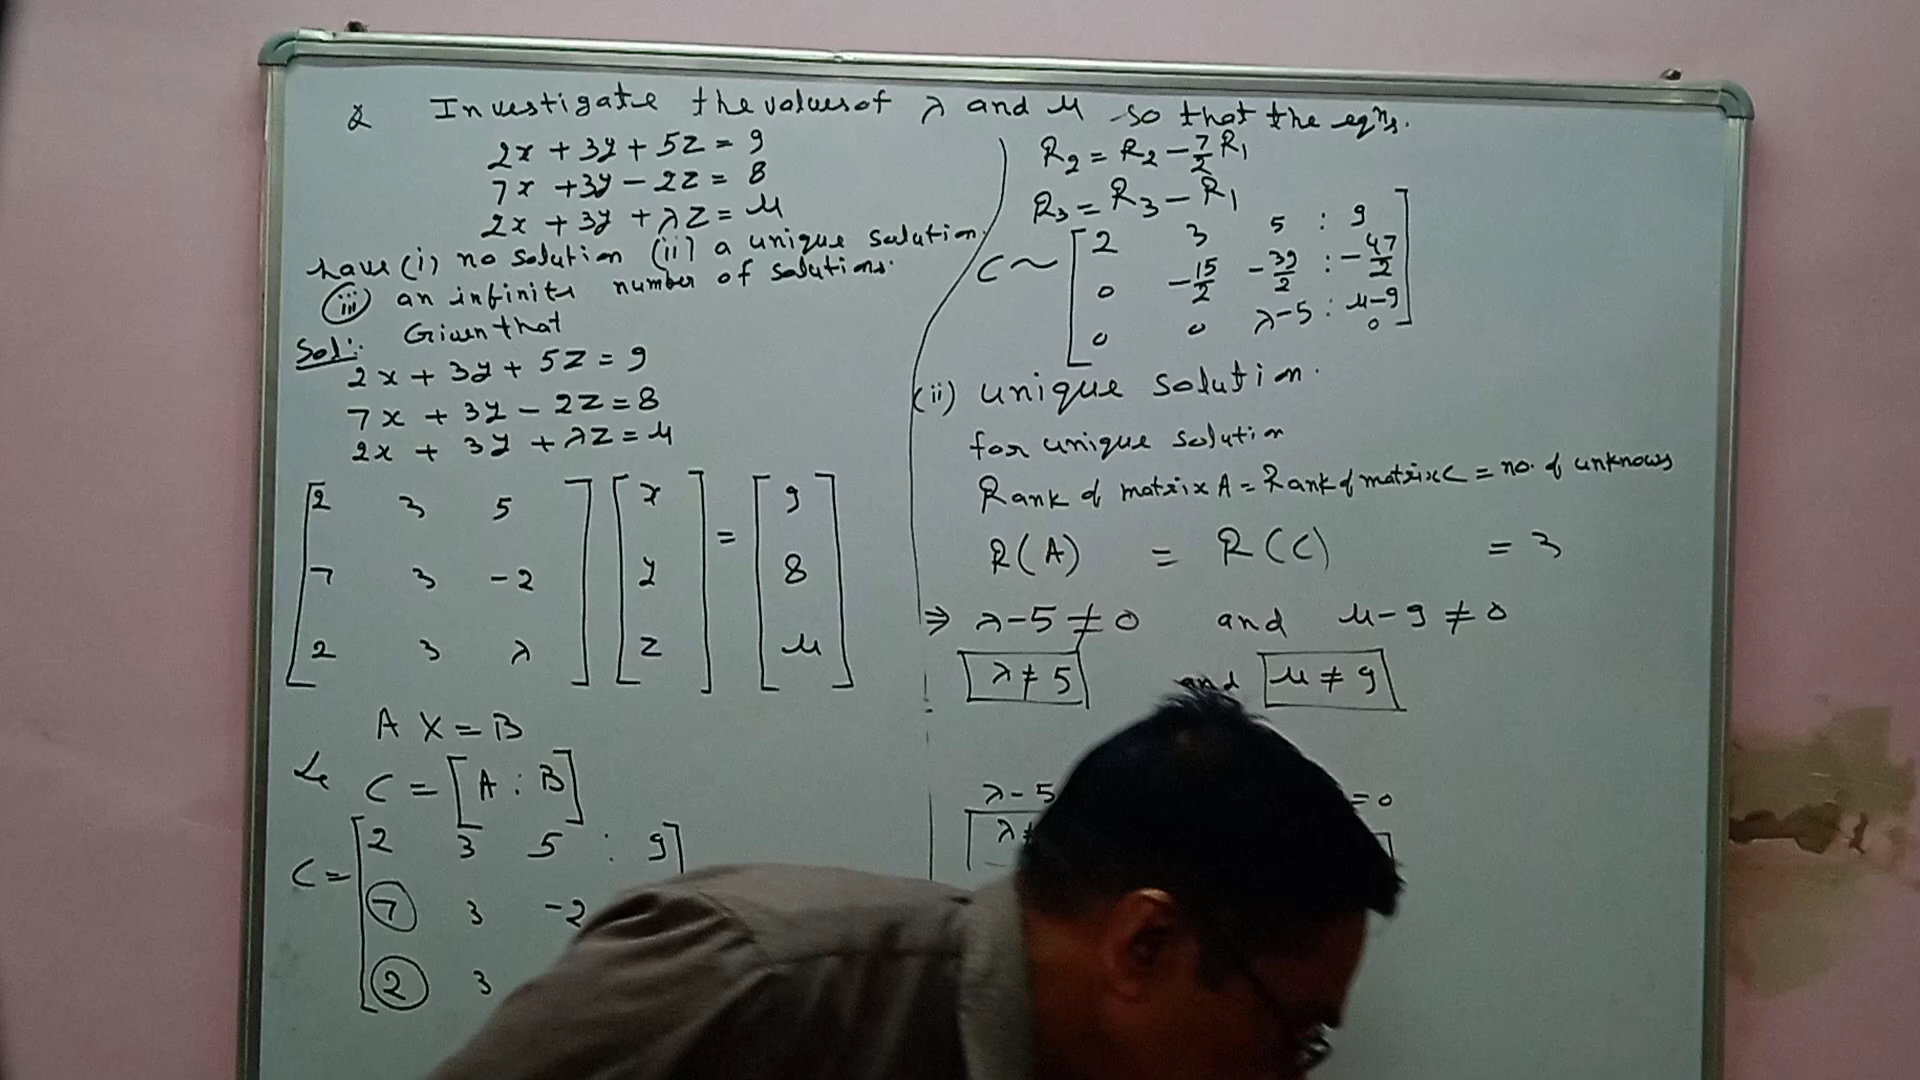 Q Investigate the values of λ and μ so that the eqns.
2x + 3y + 5z = 9
7x + 3y - 2z = 8
2x + 3y + λz = μ
have (i) no solution (ii) a unique solution.
(iii) an infinite number of solutions.
Sol: Given that
2x + 3y + 5z = 9
7x + 3y - 2z = 8
2x + 3y + λz = μ
[2 3 5] [x] = [9]
[7 3 -2] [y] [8]
[2 3 λ] [z] [μ]
A X = B
C = [A : B]
C = [2 3 5 : 9]
7 3 -2
2 3
R2 = R2 - 7/2 R1
R3 = R3 - R1
C ~ [2 3 5 : 9]
[0 -15/2 -39/2 : -47/2]
[0 0 λ-5 : μ-9]
0
(ii) unique solution.
for unique solution
Rank of matrix A = Rank of matrix C = no. of unknows
R(A) = R(C) = 3
⇒ λ-5 ≠ 0 and μ-9 ≠ 0
λ ≠ 5 and μ ≠ 9
λ-5 = 0
λ ≠